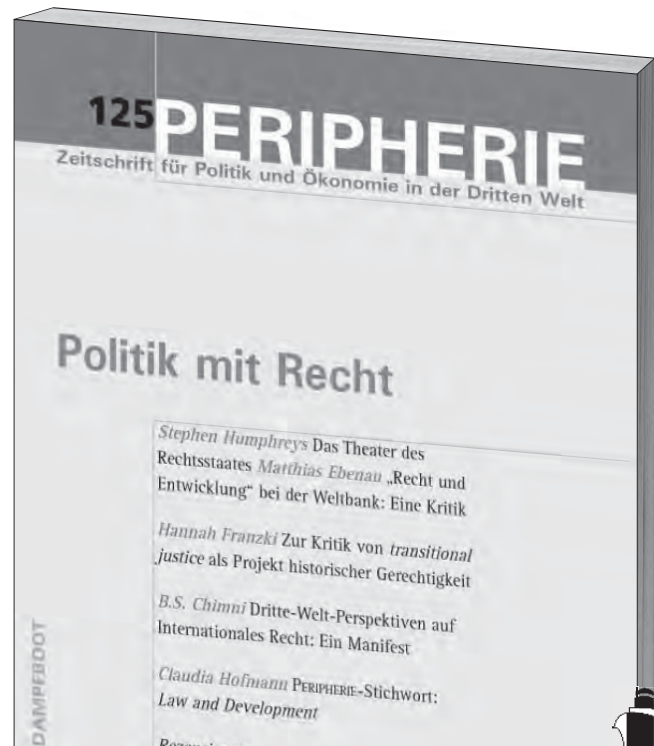 125 PERIPHERIE
Zeitschrift für Politik und Ökonomie in der Dritten Welt
Politik mit Recht
Stephen Humphreys Das Theater des
Rechtsstaates Matthias Ebenau „Recht und
Entwicklung“ bei der Weltbank: Eine Kritik
Hannah Franzki Zur Kritik von transitional
justice als Projekt historischer Gerechtigkeit
B.S. Chimni Dritte-Welt-Perspektiven auf
Internationales Recht: Ein Manifest
Claudia Hofmann PERIPHERIE-Stichwort:
Law and Development
DAMPFBOOT